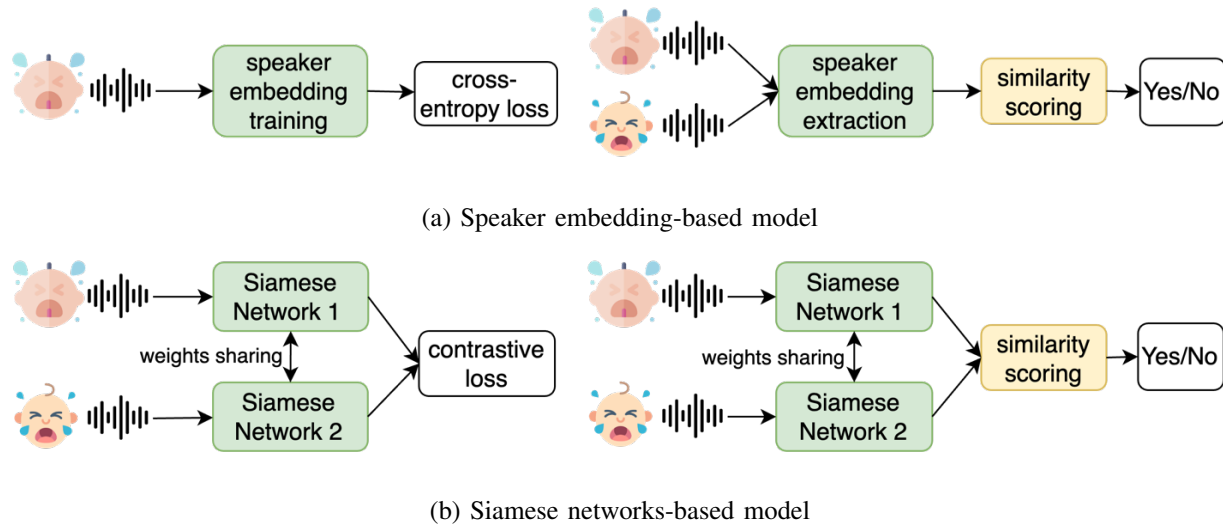 speaker
embedding
training
cross-
entropy loss
speaker
embedding
extraction
similarity
scoring
Yes/No
(a) Speaker embedding-based model
Siamese
Network 1
weights sharing
Siamese
Network 2
contrastive
loss
Siamese
Network 1
weights sharing
Siamese
Network 2
similarity
scoring
Yes/No
(b) Siamese networks-based model